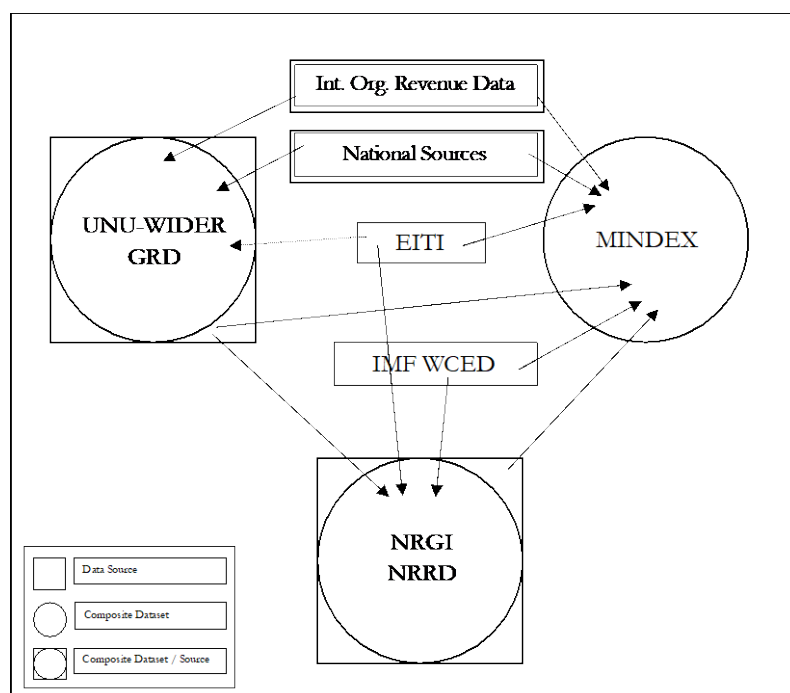 Int. Org. Revenue Data
National Sources
UNU-WIDER
GRD
EITI
MINDEX
IMF WCED
NRGI
NRRD
Data Source
Composite Dataset
Composite Dataset / Source